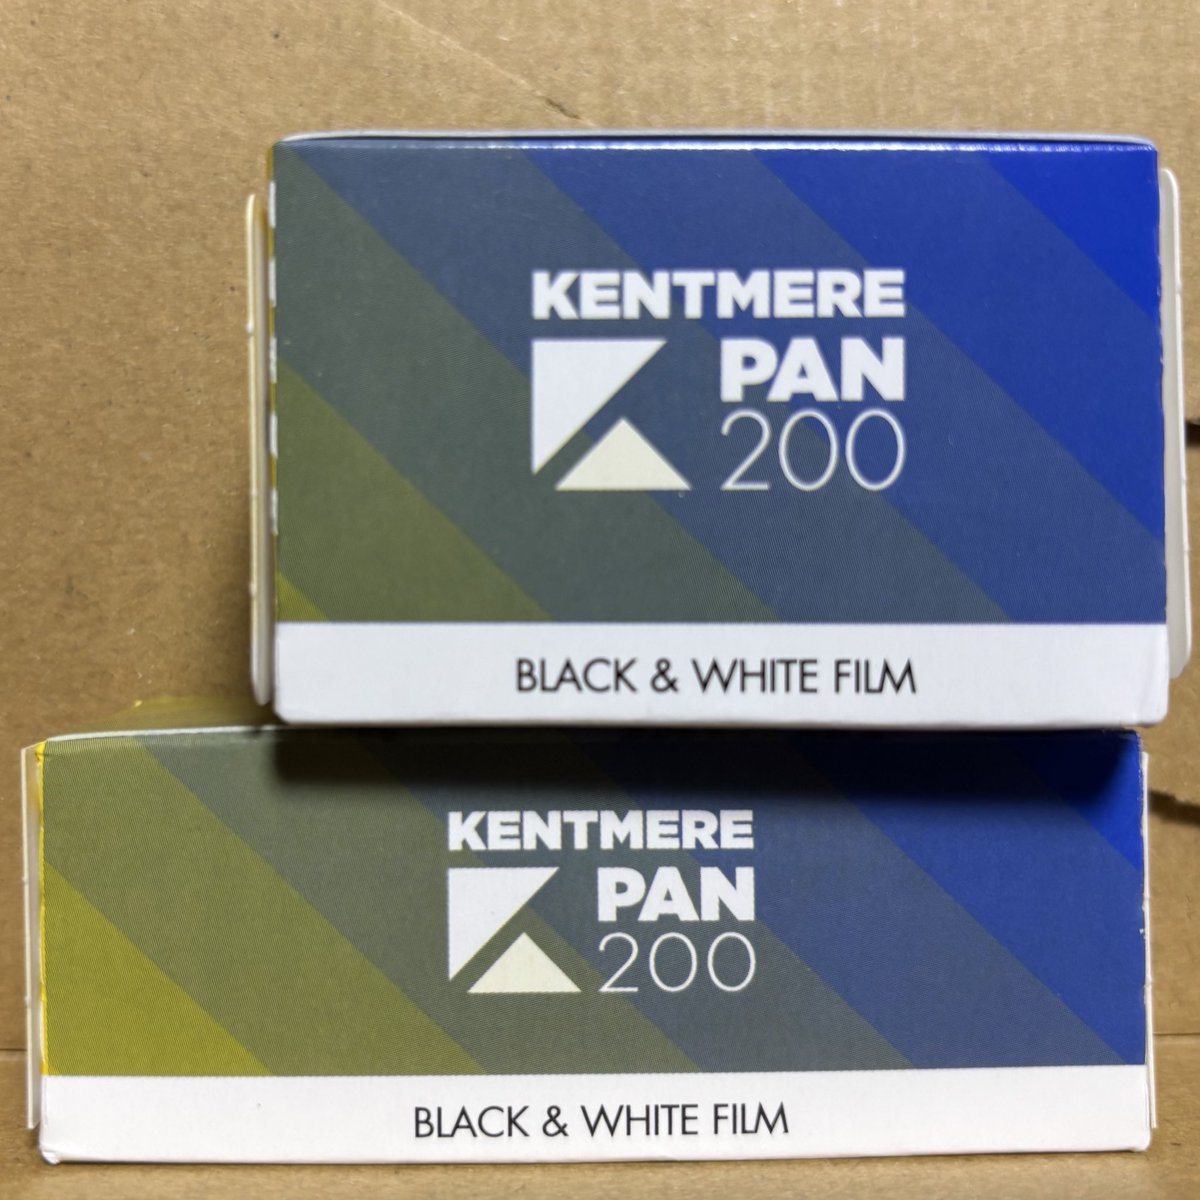 KENTMERE
PAN
200
BLACK & WHITE FILM
KENTMERE
PAN
200
BLACK & WHITE FILM